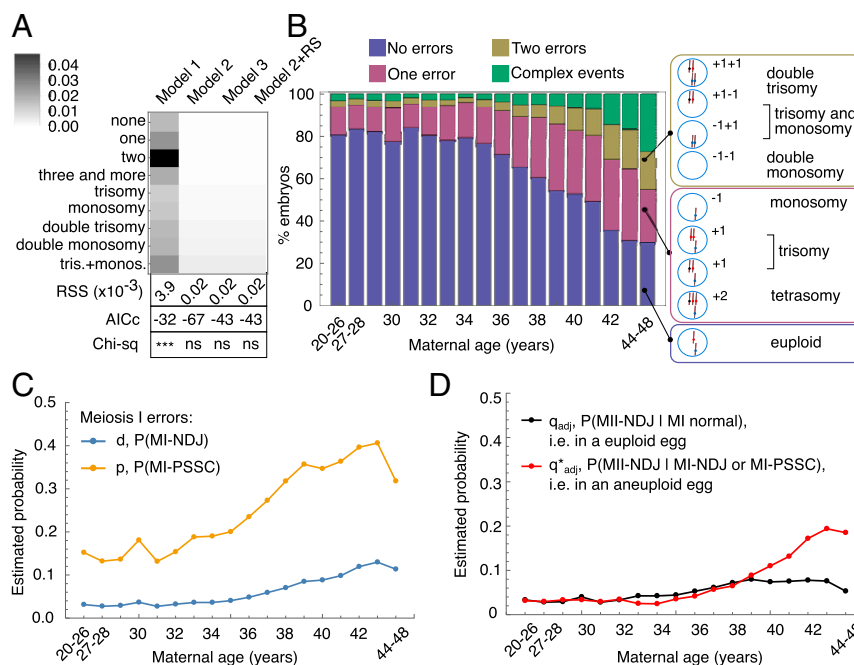 A
Model 1
Model 2
Model 3
Model 2+RS
0.04
0.03
0.02
0.01
0.00
none
one
two
three and more
trisomy
monosomy
double trisomy
double monosomy
tris.+monos.
RSS (x10-3) 3.9 0.02 0.02 0.02
AICc -32 -67 -43 -43
Chi-sq *** ns ns ns
B
No errors Two errors
One error Complex events
100
80
60
40
20
0
% embryos
20-26 27-28 30 32 34 36 38 40 42 44-48
Maternal age (years)
+1+1 double trisomy
+1-1
trisomy and monosomy
-1+1
-1-1 double monosomy
-1 monosomy
+1
trisomy
+1
+2 tetrasomy
euploid
C
0.5
0.4
0.3
0.2
0.1
0.0
Estimated probability
Meiosis I errors:
d, P(MI-NDJ)
p, P(MI-PSSC)
20-26 27-28 30 32 34 36 38 40 42 44-48
Maternal age (years)
D
0.5
0.4
0.3
0.2
0.1
0.0
Estimated probability
qadj, P(MII-NDJ | MI normal),
i.e. in a euploid egg
q*adj, P(MII-NDJ | MI-NDJ or MI-PSSC),
i.e. in an aneuploid egg
20-26 27-28 30 32 34 36 38 40 42 44-48
Maternal age (years)